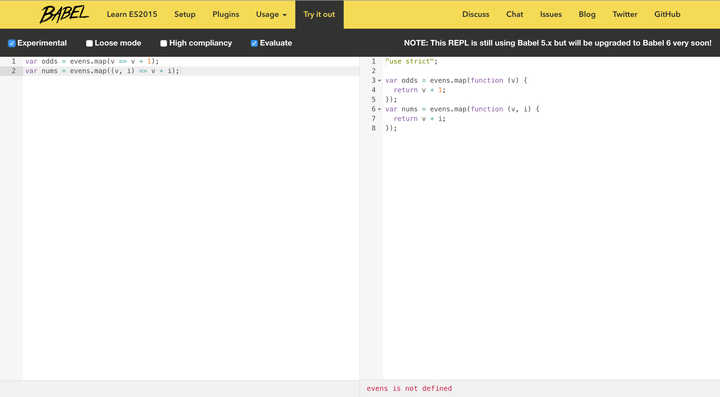 BABEL Learn ES2015 Setup Plugins Usage Try it out Discuss Chat Issues Blog Twitter GitHub
Experimental Loose mode High compliancy Evaluate NOTE: This REPL is still using Babel 5.x but will be upgraded to Babel 6 very soon!
1 var odds = evens.map(v => v + 1);
2 var nums = evens.map((v, i) => v + i);
1 "use strict";
2
3 var odds = evens.map(function (v) {
4 return v + 1;
5 });
6 var nums = evens.map(function (v, i) {
7 return v + i;
8 });
evens is not defined